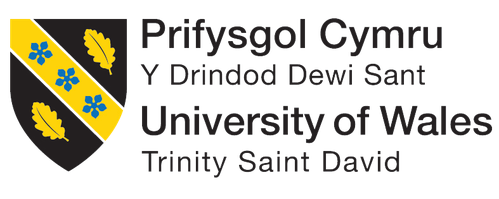 Prifysgol Cymru
Y Drindod Dewi Sant
University of Wales
Trinity Saint David